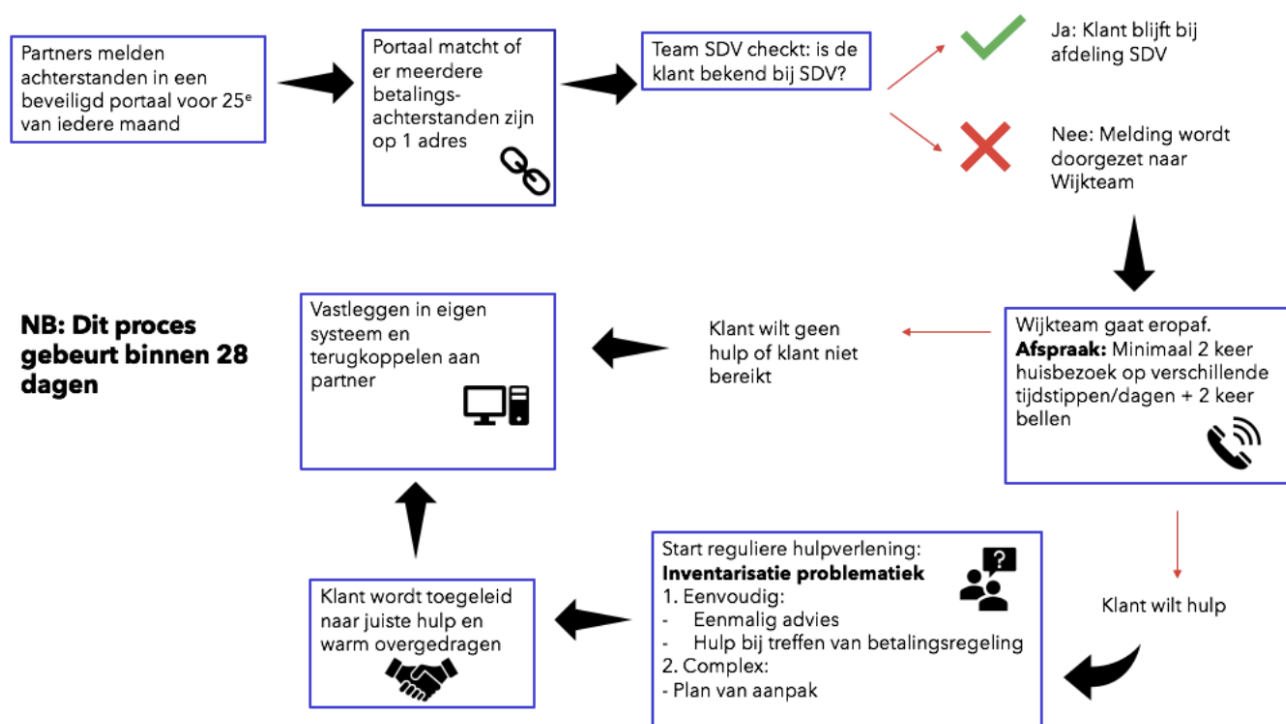 Partners melden
achterstanden in een
beveiligd portaal voor 25ᵉ
van iedere maand
Portaal matcht of
er meerdere
betalings-
achterstanden zijn
op 1 adres
Team SDV checkt: is de
klant bekend bij SDV?
Ja: Klant blijft bij
afdeling SDV
Nee: Melding wordt
doorgezet naar
Wijkteam
Wijkteam gaat eropaf.
Afspraak: Minimaal 2 keer
huisbezoek op verschillende
tijdstippen/dagen + 2 keer
bellen
Klant wilt geen
hulp of klant niet
bereikt
Vastleggen in eigen
systeem en
terugkoppelen aan
partner
NB: Dit proces
gebeurt binnen 28
dagen
Klant wilt hulp
Start reguliere hulpverlening:
Inventarisatie problematiek
1. Eenvoudig:
- Eenmalig advies
- Hulp bij treffen van betalingsregeling
2. Complex:
- Plan van aanpak
?
Klant wordt toegeleid
naar juiste hulp en
warm overgedragen